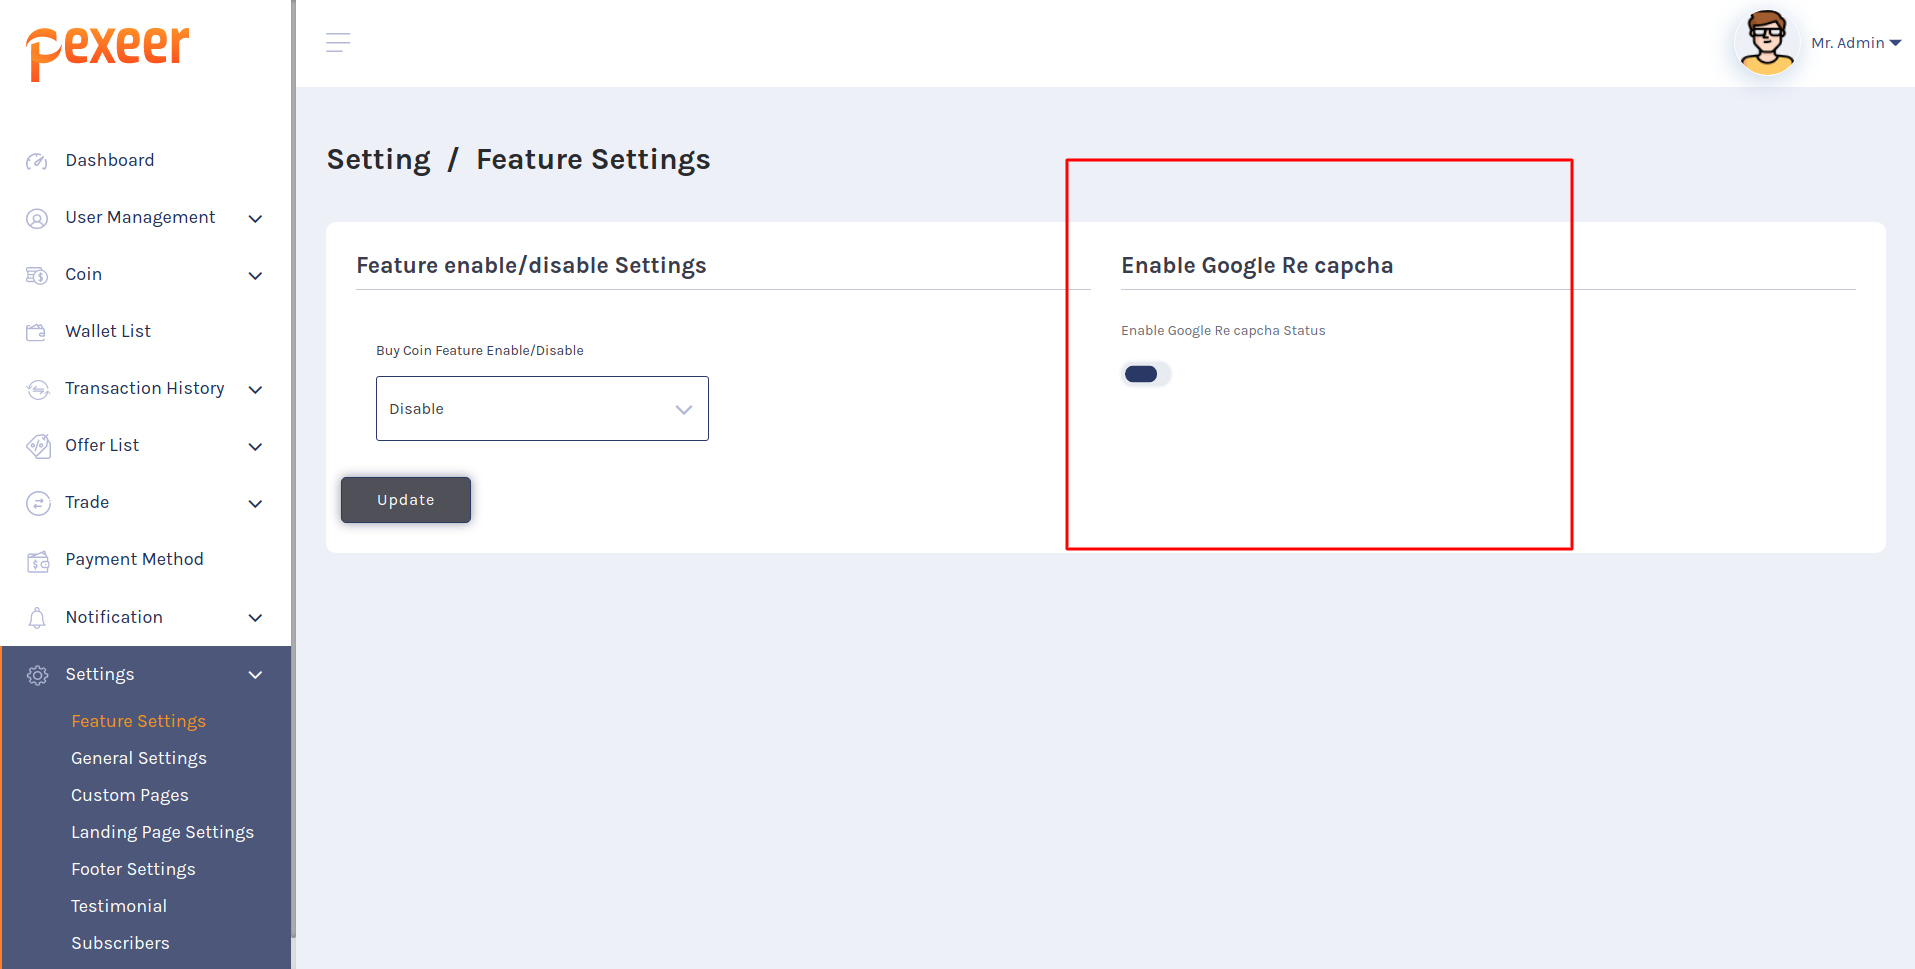 pexeer
Mr. Admin
Dashboard
User Management
Coin
Wallet List
Transaction History
Offer List
Trade
Payment Method
Notification
Settings
Feature Settings
General Settings
Custom Pages
Landing Page Settings
Footer Settings
Testimonial
Subscribers
Setting / Feature Settings
Feature enable/disable Settings
Buy Coin Feature Enable/Disable
Disable
Update
Enable Google Re capcha
Enable Google Re capcha Status